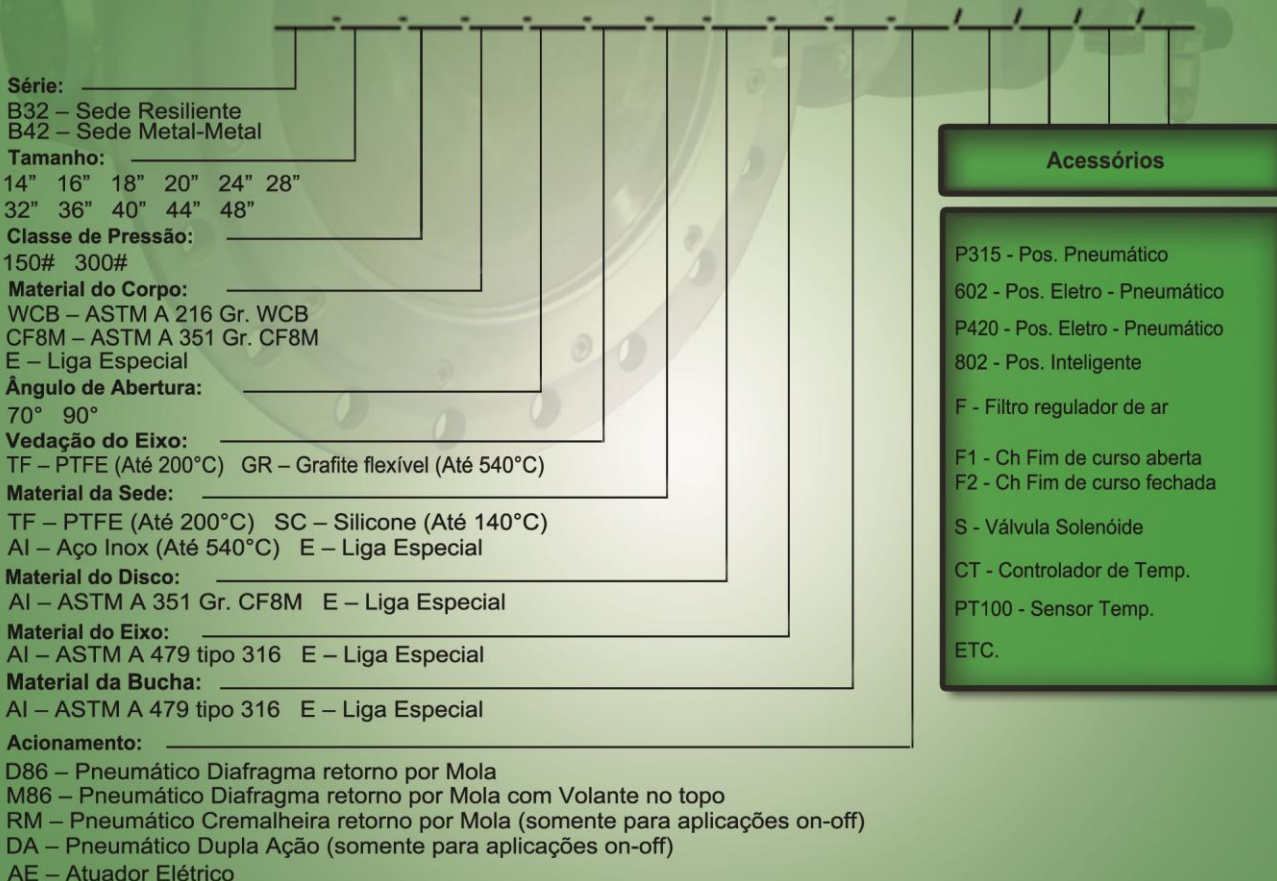 Série:
B32 – Sede Resiliente
B42 – Sede Metal-Metal
Tamanho:
14” 16” 18” 20” 24” 28”
32” 36” 40” 44” 48”
Classe de Pressão:
150# 300#
Material do Corpo:
WCB – ASTM A 216 Gr. WCB
CF8M – ASTM A 351 Gr. CF8M
E – Liga Especial
Ângulo de Abertura:
70° 90°
Vedação do Eixo:
TF – PTFE (Até 200°C) GR – Grafite flexível (Até 540°C)
Material da Sede:
TF – PTFE (Até 200°C) SC – Silicone (Até 140°C)
AI – Aço Inox (Até 540°C) E – Liga Especial
Material do Disco:
AI – ASTM A 351 Gr. CF8M E – Liga Especial
Material do Eixo:
AI – ASTM A 479 tipo 316 E – Liga Especial
Material da Bucha:
AI – ASTM A 479 tipo 316 E – Liga Especial
Acionamento:
D86 – Pneumático Diafragma retorno por Mola
M86 – Pneumático Diafragma retorno por Mola com Volante no topo
RM – Pneumático Cremalheira retorno por Mola (somente para aplicações on-off)
DA – Pneumático Dupla Ação (somente para aplicações on-off)
AE – Atuador Elétrico
Acessórios
P315 - Pos. Pneumático
602 - Pos. Eletro - Pneumático
P420 - Pos. Eletro - Pneumático
802 - Pos. Inteligente
F - Filtro regulador de ar
F1 - Ch Fim de curso aberta
F2 - Ch Fim de curso fechada
S - Válvula Solenóide
CT - Controlador de Temp.
PT100 - Sensor Temp.
ETC.